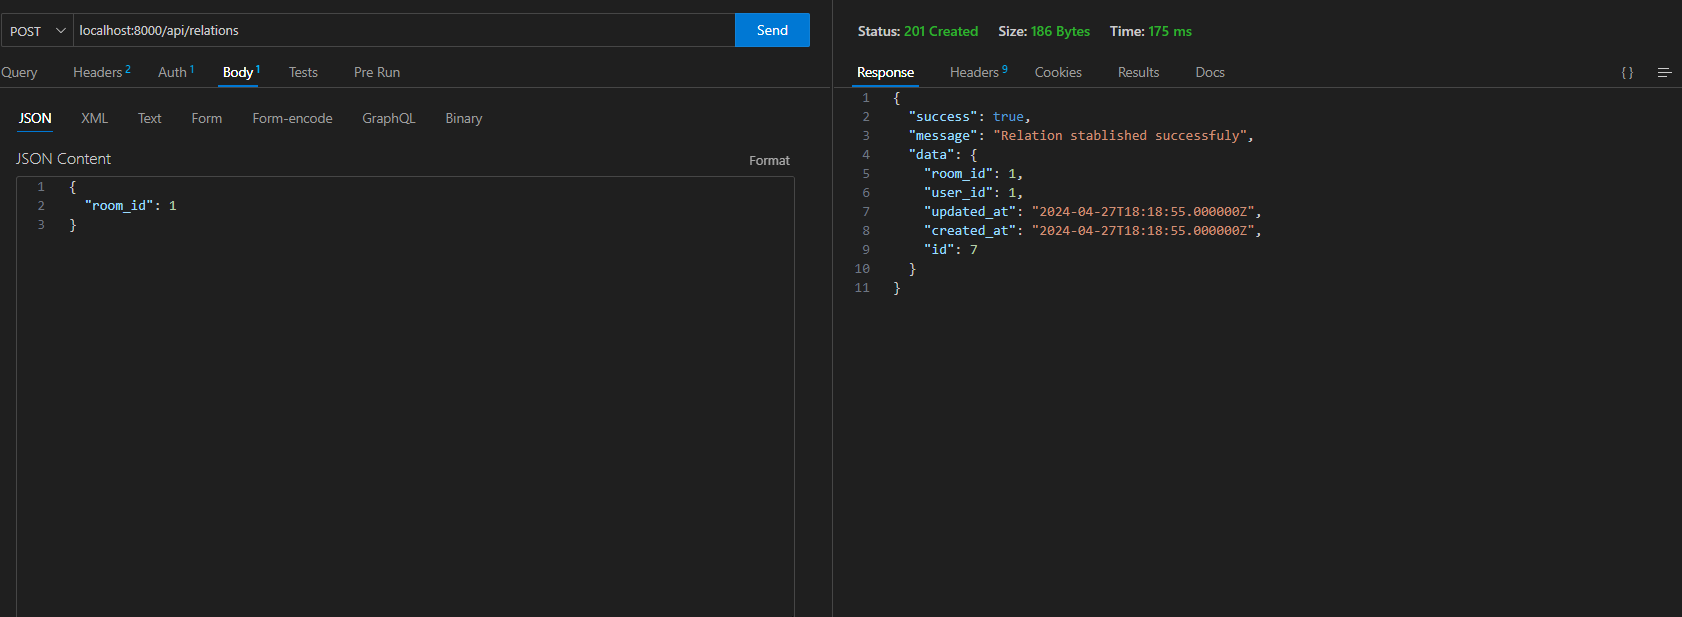 POST localhost:8000/api/relations Send
Query Headers 2 Auth 1 Body 1 Tests Pre Run
JSON XML Text Form Form-encode GraphQL Binary
JSON Content Format
1 {
2 "room_id": 1
3 }
Status: 201 Created Size: 186 Bytes Time: 175 ms
Response Headers 9 Cookies Results Docs {}
1 {
2 "success": true,
3 "message": "Relation stablished successfuly",
4 "data": {
5 "room_id": 1,
6 "user_id": 1,
7 "updated_at": "2024-04-27T18:18:55.000000Z",
8 "created_at": "2024-04-27T18:18:55.000000Z",
9 "id": 7
10 }
11 }